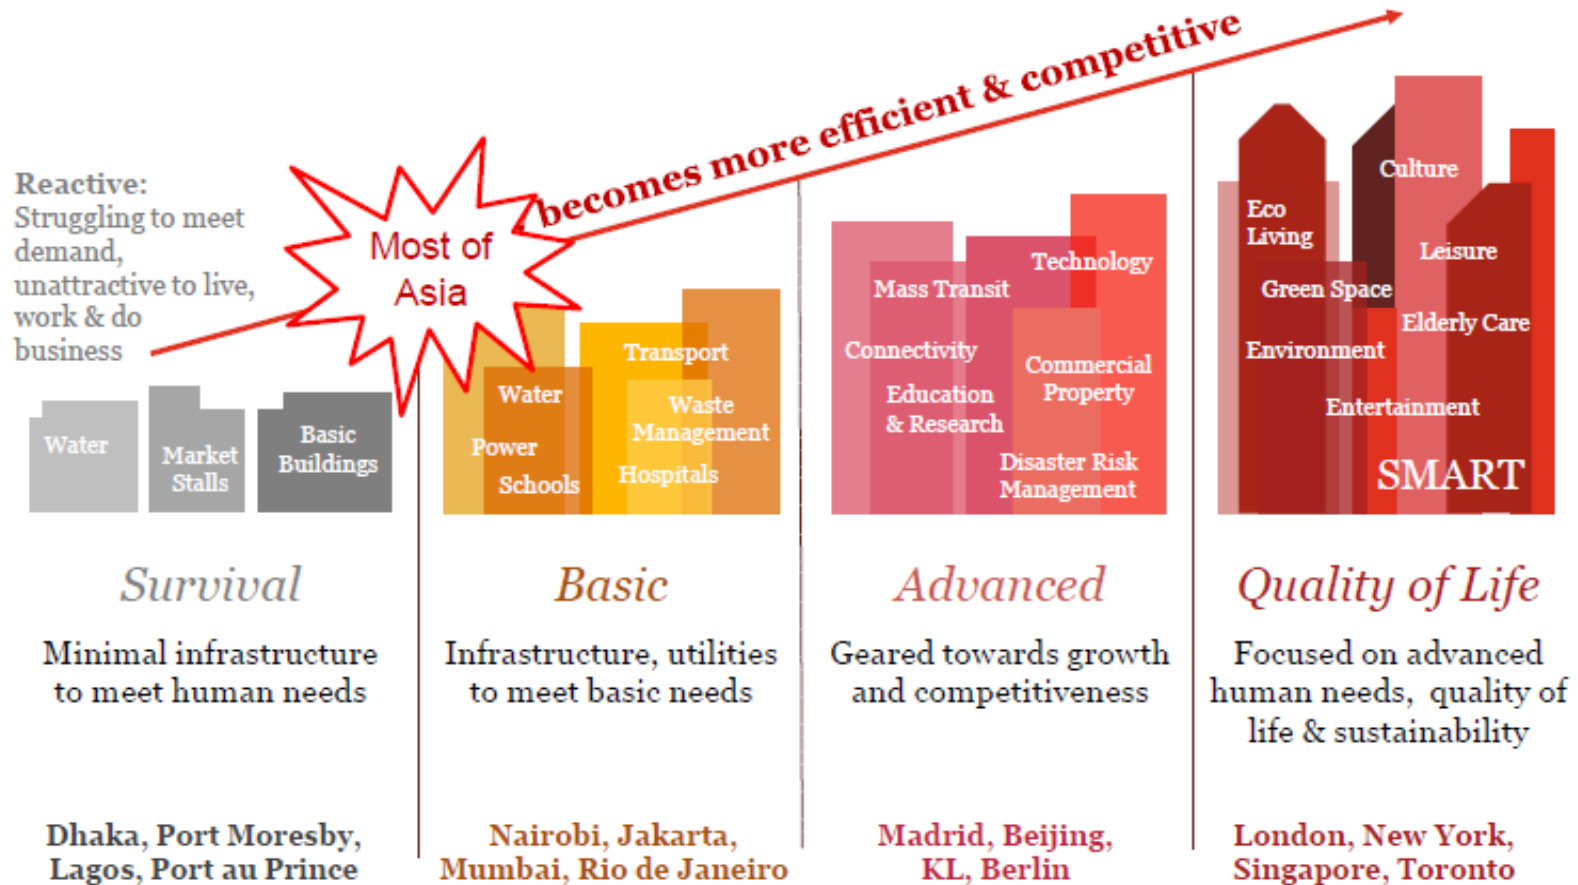 becomes more efficient & competitive
Reactive:
Struggling to meet
demand,
unattractive to live,
work & do
business
Most of
Asia
Water
Market
Stalls
Basic
Buildings
Transport
Water
Waste
Management
Power
Schools
Hospitals
Technology
Mass Transit
Connectivity
Commercial
Property
Education
& Research
Disaster Risk
Management
Culture
Eco
Living
Leisure
Green Space
Elderly Care
Environment
Entertainment
SMART
Survival
Minimal infrastructure
to meet human needs
Dhaka, Port Moresby,
Lagos, Port au Prince
Basic
Infrastructure, utilities
to meet basic needs
Nairobi, Jakarta,
Mumbai, Rio de Janeiro
Advanced
Geared towards growth
and competitiveness
Madrid, Beijing,
KL, Berlin
Quality of Life
Focused on advanced
human needs, quality of
life & sustainability
London, New York,
Singapore, Toronto